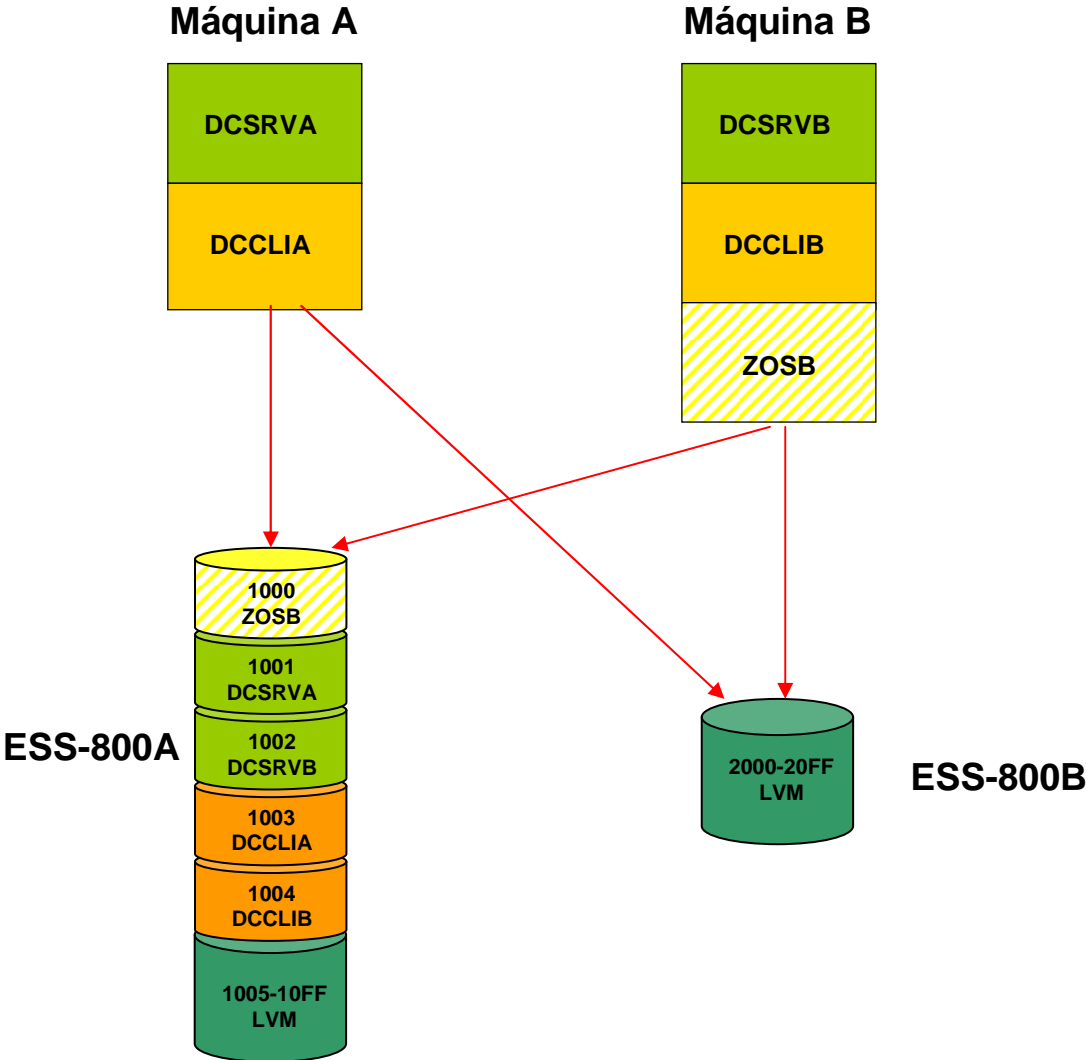 Máquina A
Máquina B
DCSRVA
DCSRVB
DCCLIA
DCCLIB
ZOSB
1000
ZOSB
1001
DCSRVA
ESS-800A
1002
DCSRVB
1003
DCCLIA
1004
DCCLIB
1005-10FF
LVM
2000-20FF
LVM
ESS-800B